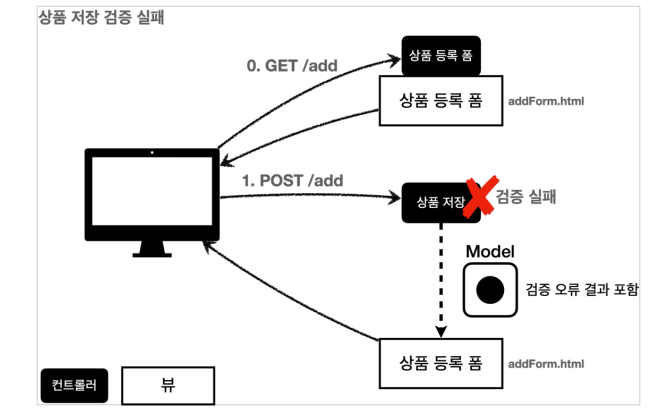 상품 저장 검증 실패
상품 등록 폼
0. GET /add
상품 등록 폼
addForm.html
1. POST /add
상품 저장
검증 실패
Model
검증 오류 결과 포함
상품 등록 폼
addForm.html
컨트롤러
뷰